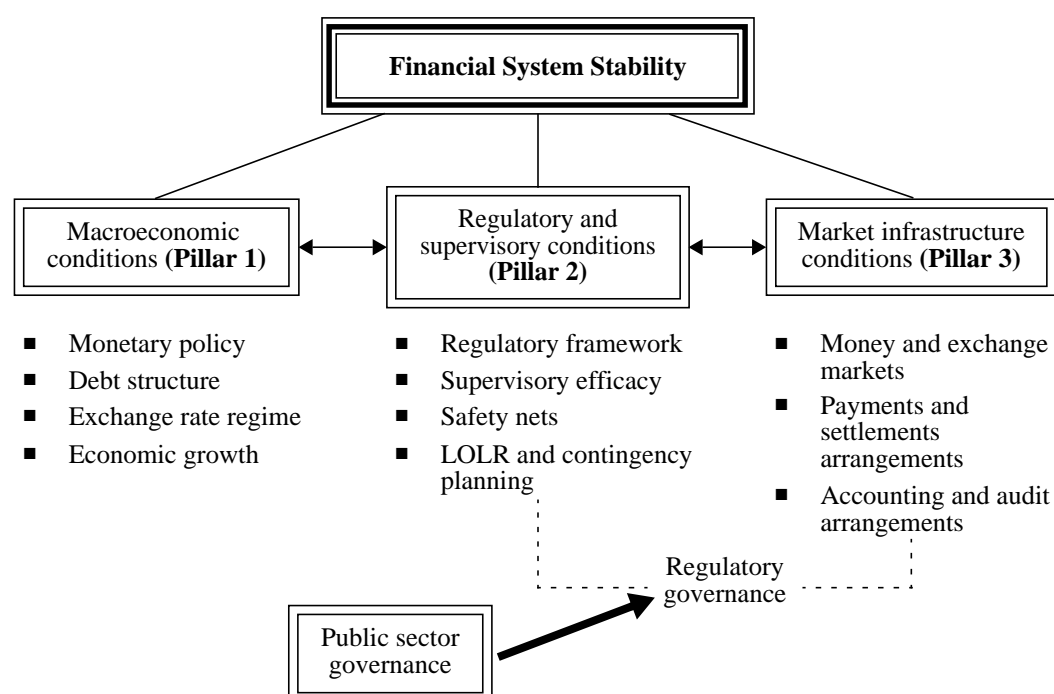 Financial System Stability
Macroeconomic
conditions (Pillar 1)
Regulatory and
supervisory conditions
(Pillar 2)
Market infrastructure
conditions (Pillar 3)
■ Monetary policy
■ Debt structure
■ Exchange rate regime
■ Economic growth
■ Regulatory framework
■ Supervisory efficacy
■ Safety nets
■ LOLR and contingency
planning
■ Money and exchange
markets
■ Payments and
settlements
arrangements
■ Accounting and audit
arrangements
Regulatory
governance
Public sector
governance